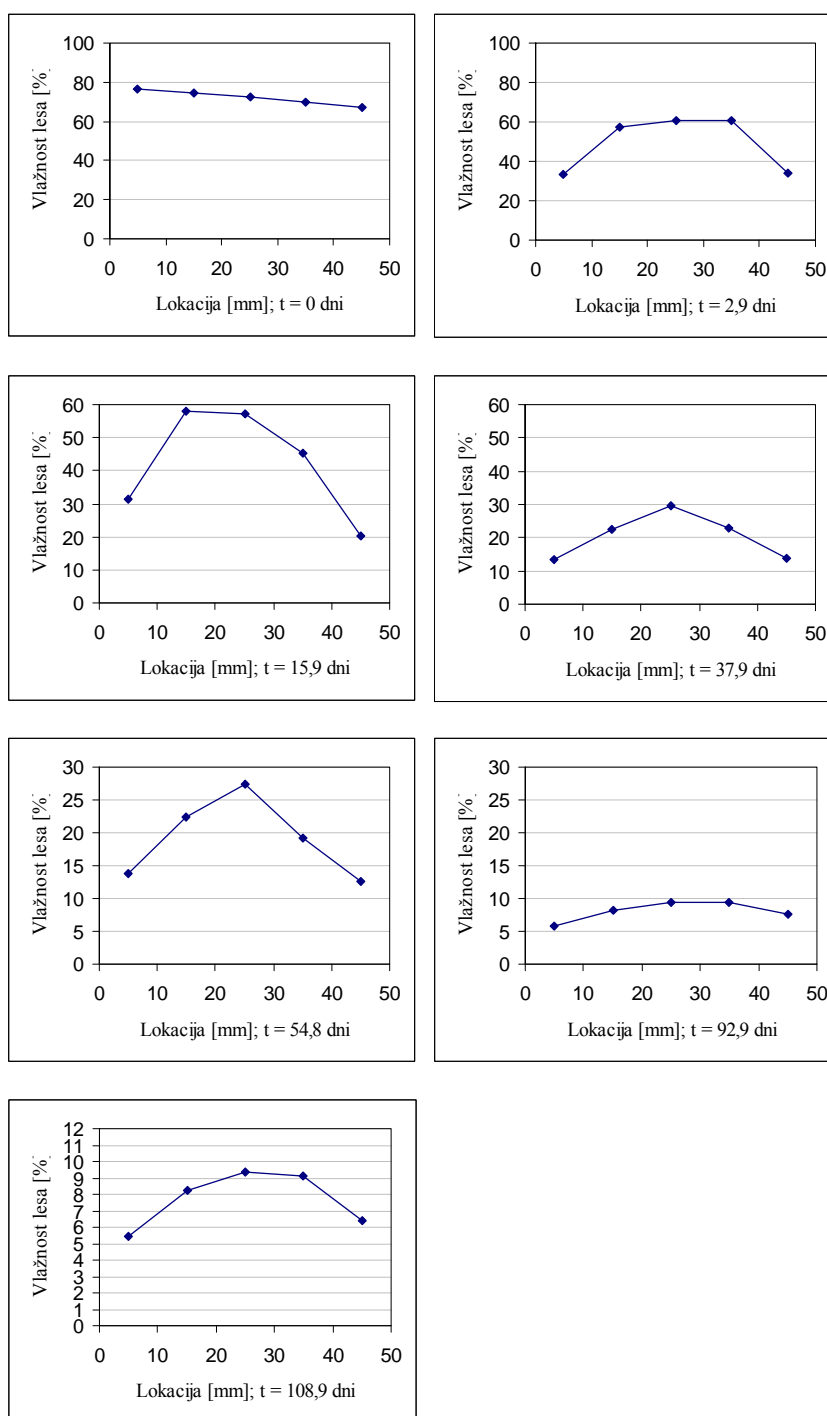 Vlažnost lesa [%]
100
80
60
40
20
0
0 10 20 30 40 50
Lokacija [mm]; t = 0 dni
Vlažnost lesa [%]
100
80
60
40
20
0
0 10 20 30 40 50
Lokacija [mm]; t = 2,9 dni
Vlažnost lesa [%]
60
50
40
30
20
10
0
0 10 20 30 40 50
Lokacija [mm]; t = 15,9 dni
Vlažnost lesa [%]
60
50
40
30
20
10
0
0 10 20 30 40 50
Lokacija [mm]; t = 37,9 dni
Vlažnost lesa [%]
30
25
20
15
10
5
0
0 10 20 30 40 50
Lokacija [mm]; t = 54,8 dni
Vlažnost lesa [%]
30
25
20
15
10
5
0
0 10 20 30 40 50
Lokacija [mm]; t = 92,9 dni
Vlažnost lesa [%]
12
11
10
9
8
7
6
5
4
3
2
1
0
0 10 20 30 40 50
Lokacija [mm]; t = 108,9 dni